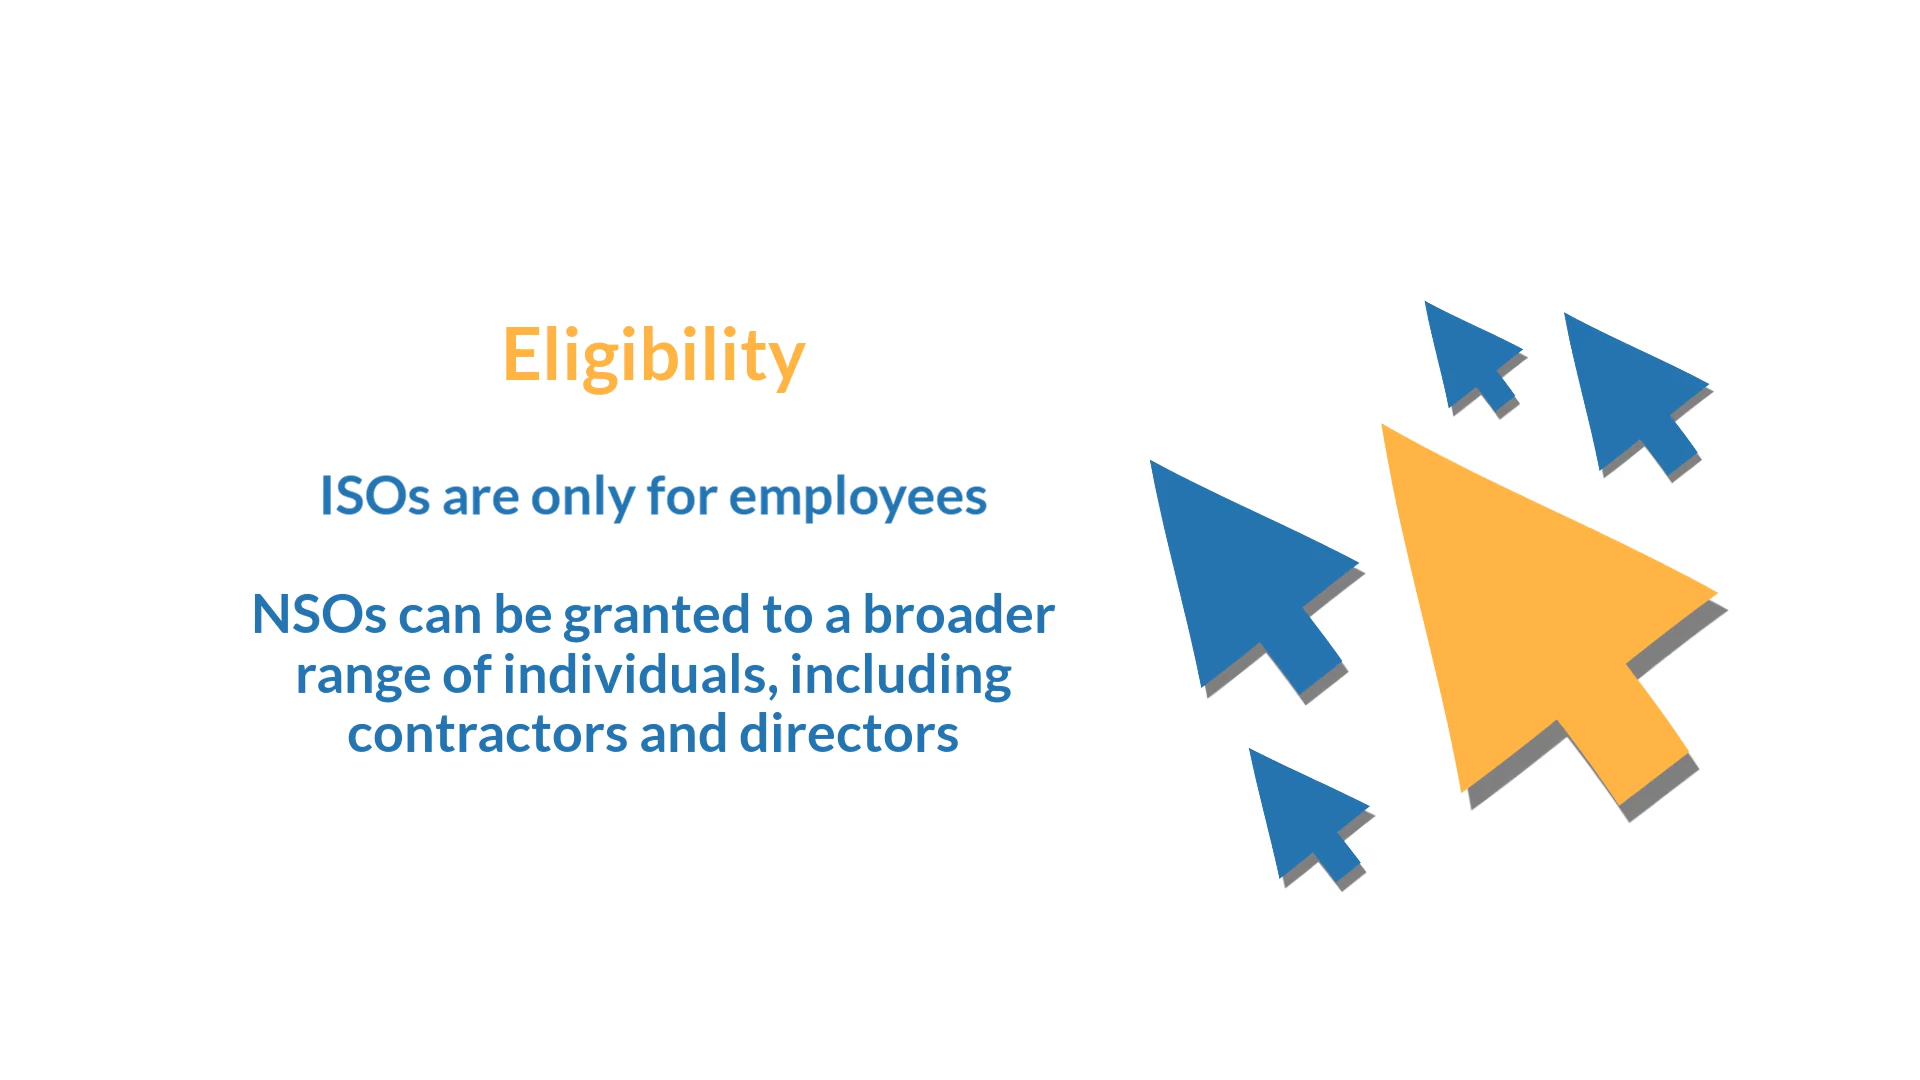 Eligibility
ISOs are only for employees
NSOs can be granted to a broader
range of individuals, including
contractors and directors